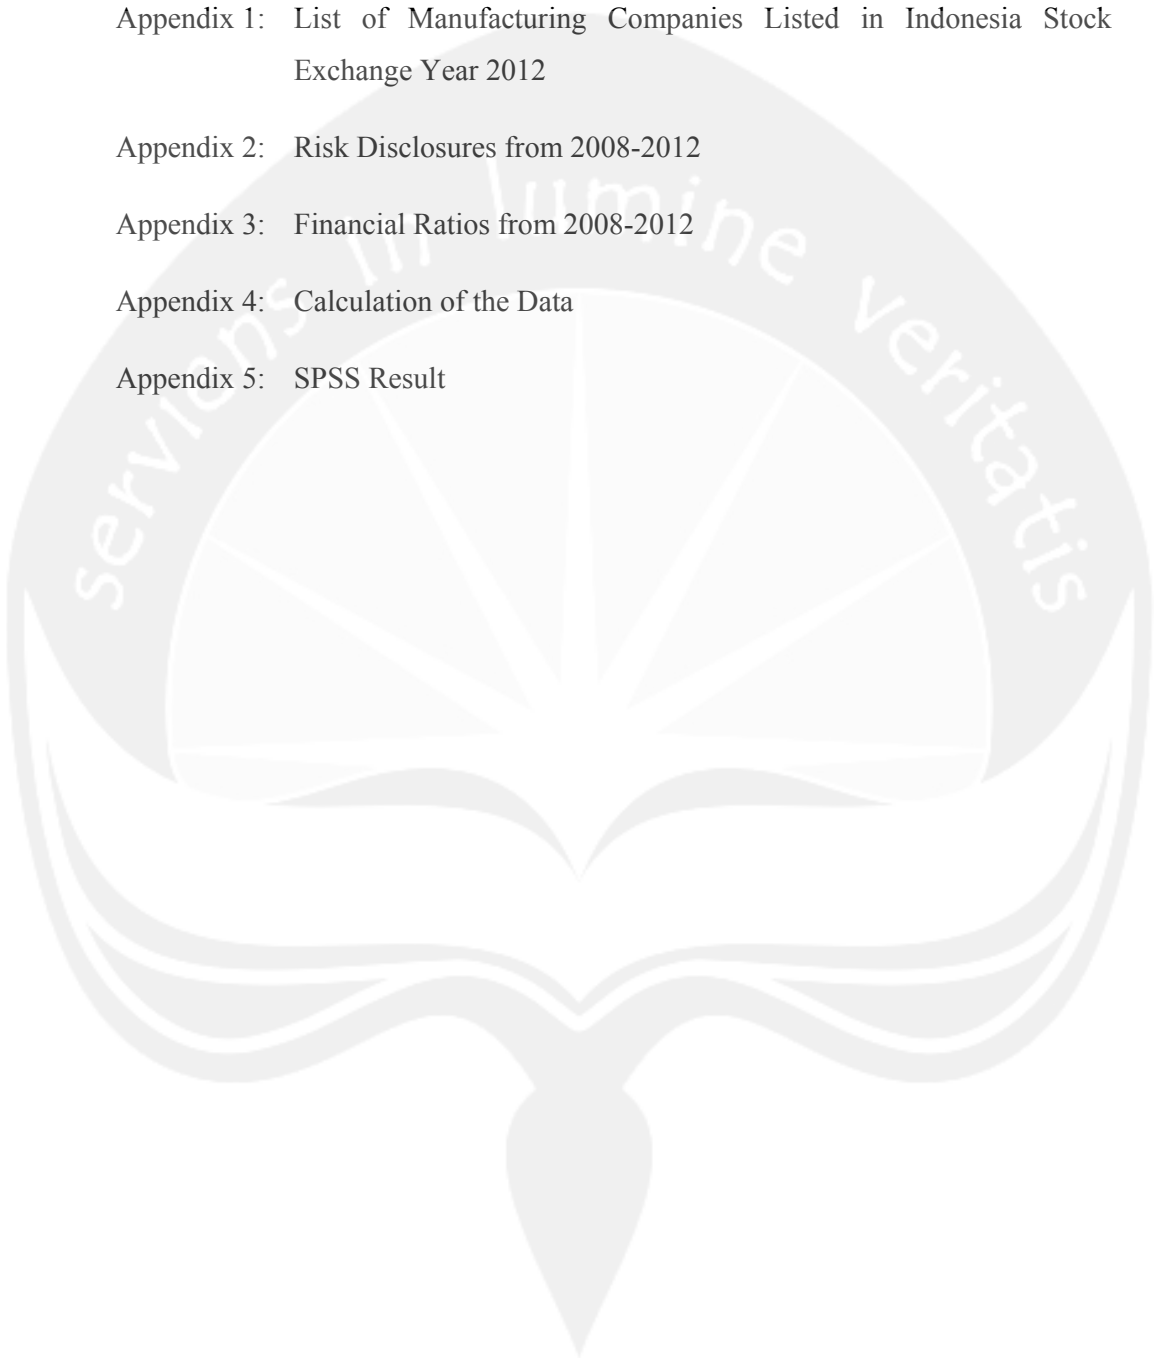 Appendix 1: List of Manufacturing Companies Listed in Indonesia Stock
Exchange Year 2012
Appendix 2: Risk Disclosures from 2008-2012
Appendix 3: Financial Ratios from 2008-2012
Appendix 4: Calculation of the Data
Appendix 5: SPSS Result
serviens in lumine veritatis